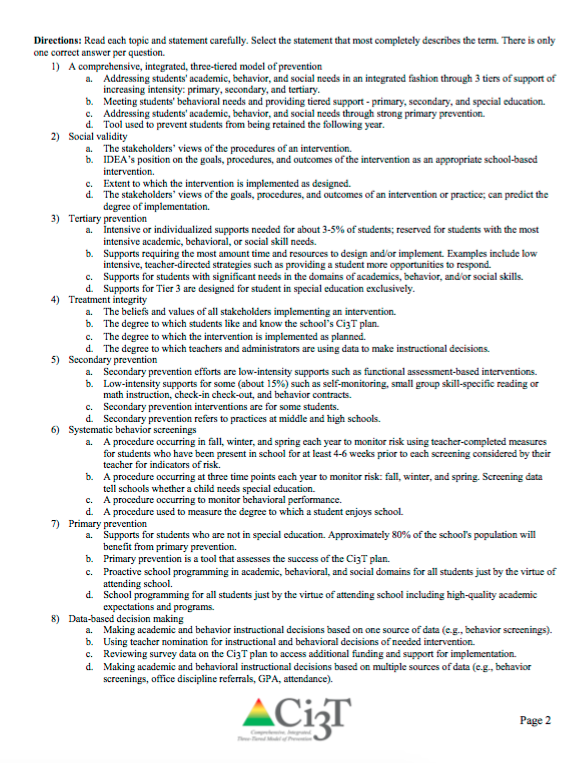 Directions: Read each topic and statement carefully. Select the statement that most completely describes the term. There is only
one correct answer per question.
1) A comprehensive, integrated, three-tiered model of prevention
a. Addressing students' academic, behavior, and social needs in an integrated fashion through 3 tiers of support of
increasing intensity: primary, secondary, and tertiary.
b. Meeting students' behavioral needs and providing tiered support - primary, secondary, and special education.
c. Addressing students' academic, behavior, and social needs through strong primary prevention.
d. Tool used to prevent students from being retained the following year.
2) Social validity
a. The stakeholders' views of the procedures of an intervention.
b. IDEA's position on the goals, procedures, and outcomes of the intervention as an appropriate school-based
intervention.
c. Extent to which the intervention is implemented as designed.
d. The stakeholders' views of the goals, procedures, and outcomes of an intervention or practice; can predict the
degree of implementation.
3) Tertiary prevention
a. Intensive or individualized supports needed for about 3-5% of students; reserved for students with the most
intensive academic, behavioral, or social skill needs.
b. Supports requiring the most amount time and resources to design and/or implement. Examples include low
intensive, teacher-directed strategies such as providing a student more opportunities to respond.
c. Supports for students with significant needs in the domains of academics, behavior, and/or social skills.
d. Supports for Tier 3 are designed for student in special education exclusively.
4) Treatment integrity
a. The beliefs and values of all stakeholders implementing an intervention.
b. The degree to which students like and know the school's Ci3T plan.
c. The degree to which the intervention is implemented as planned.
d. The degree to which teachers and administrators are using data to make instructional decisions.
5) Secondary prevention
a. Secondary prevention efforts are low-intensity supports such as functional assessment-based interventions.
b. Low-intensity supports for some (about 15%) such as self-monitoring, small group skill-specific reading or
math instruction, check-in check-out, and behavior contracts.
c. Secondary prevention interventions are for some students.
d. Secondary prevention refers to practices at middle and high schools.
6) Systematic behavior screenings
a. A procedure occurring in fall, winter, and spring each year to monitor risk using teacher-completed measures
for students who have been present in school for at least 4-6 weeks prior to each screening considered by their
teacher for indicators of risk.
b. A procedure occurring at three time points each year to monitor risk: fall, winter, and spring. Screening data
tell schools whether a child needs special education.
c. A procedure occurring to monitor behavioral performance.
d. A procedure used to measure the degree to which a student enjoys school.
7) Primary prevention
a. Supports for students who are not in special education. Approximately 80% of the school's population will
benefit from primary prevention.
b. Primary prevention is a tool that assesses the success of the Ci3T plan.
c. Proactive school programming in academic, behavioral, and social domains for all students just by the virtue of
attending school.
d. School programming for all students just by the virtue of attending school including high-quality academic
expectations and programs.
8) Data-based decision making
a. Making academic and behavior instructional decisions based on one source of data (e.g., behavior screenings).
b. Using teacher nomination for instructional and behavioral decisions of needed intervention.
c. Reviewing survey data on the Ci3T plan to access additional funding and support for implementation.
d. Making academic and behavioral instructional decisions based on multiple sources of data (e.g., behavior
screenings, office discipline referrals, GPA, attendance).
Ci3T
Comprehensive, Integrated
Three-Tiered Model of Prevention
Page 2